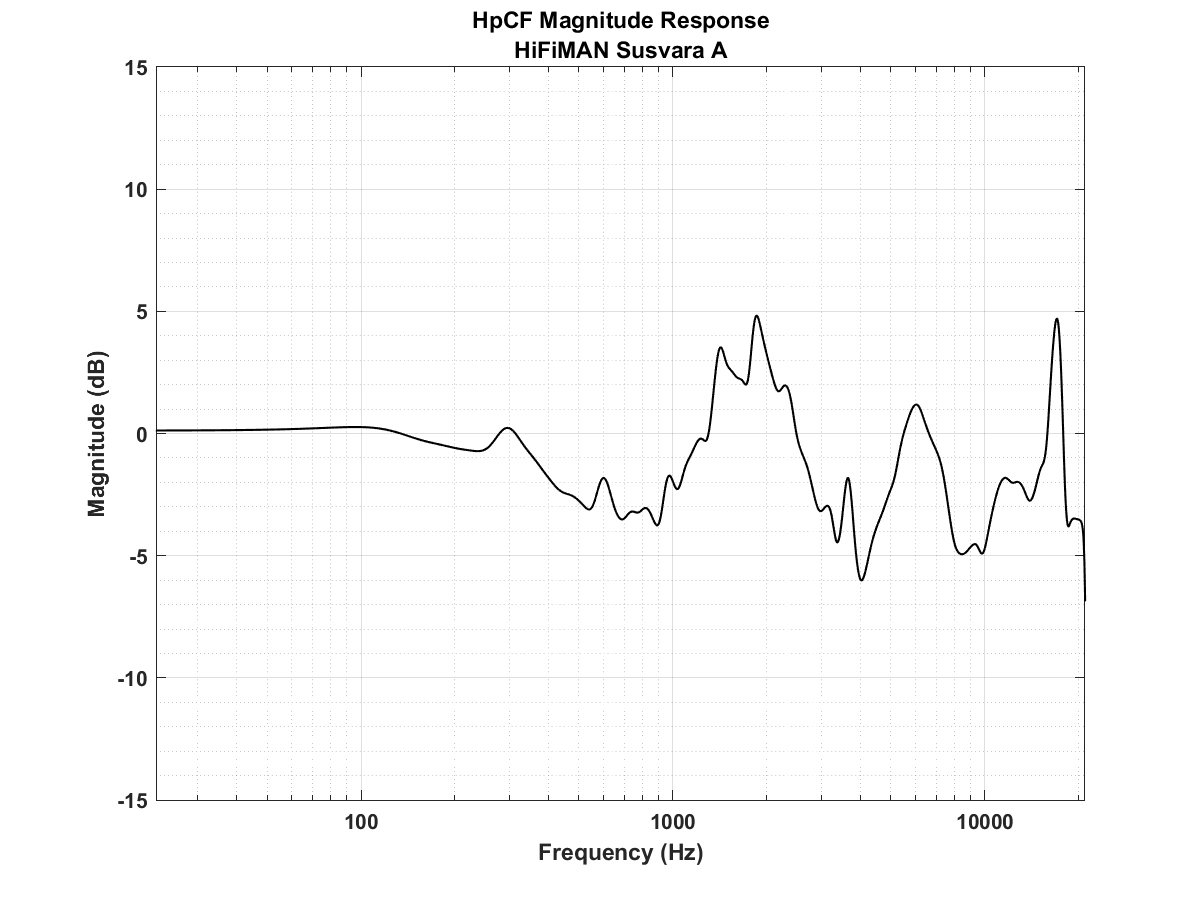 HpCF Magnitude Response
HiFiMAN Susvara A
15
10
5
0
-5
-10
-15
Magnitude (dB)
100
1000
10000
Frequency (Hz)